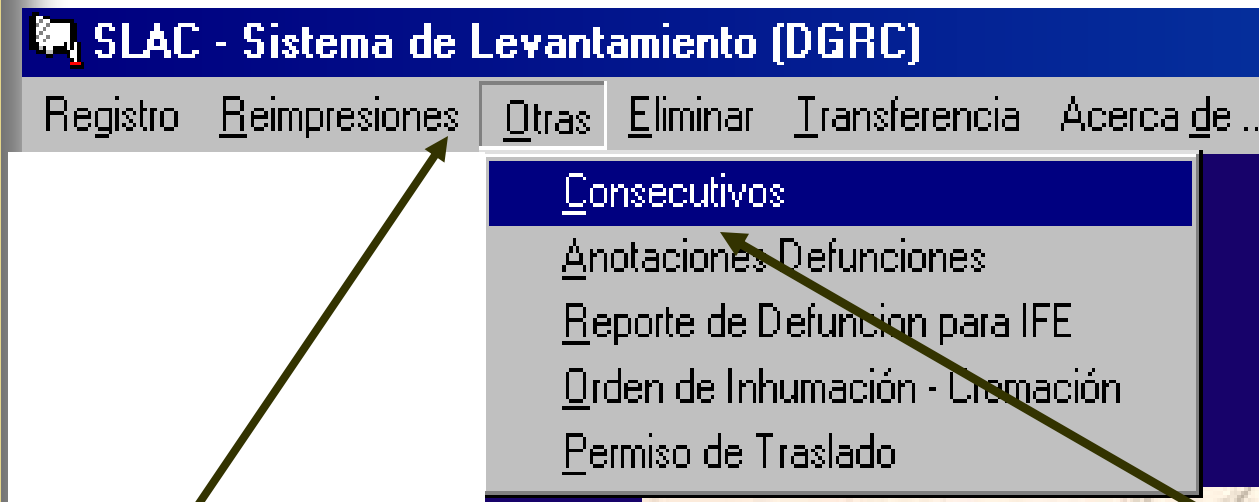 SLAC - Sistema de Levantamiento (DGRC)
Registro Reimpresiones Otras Eliminar Transferencia Acerca de ..
Consecutivos
Anotaciones Defunciones
Reporte de Defuncion para IFE
Orden de Inhumación - Cremación
Permiso de Traslado